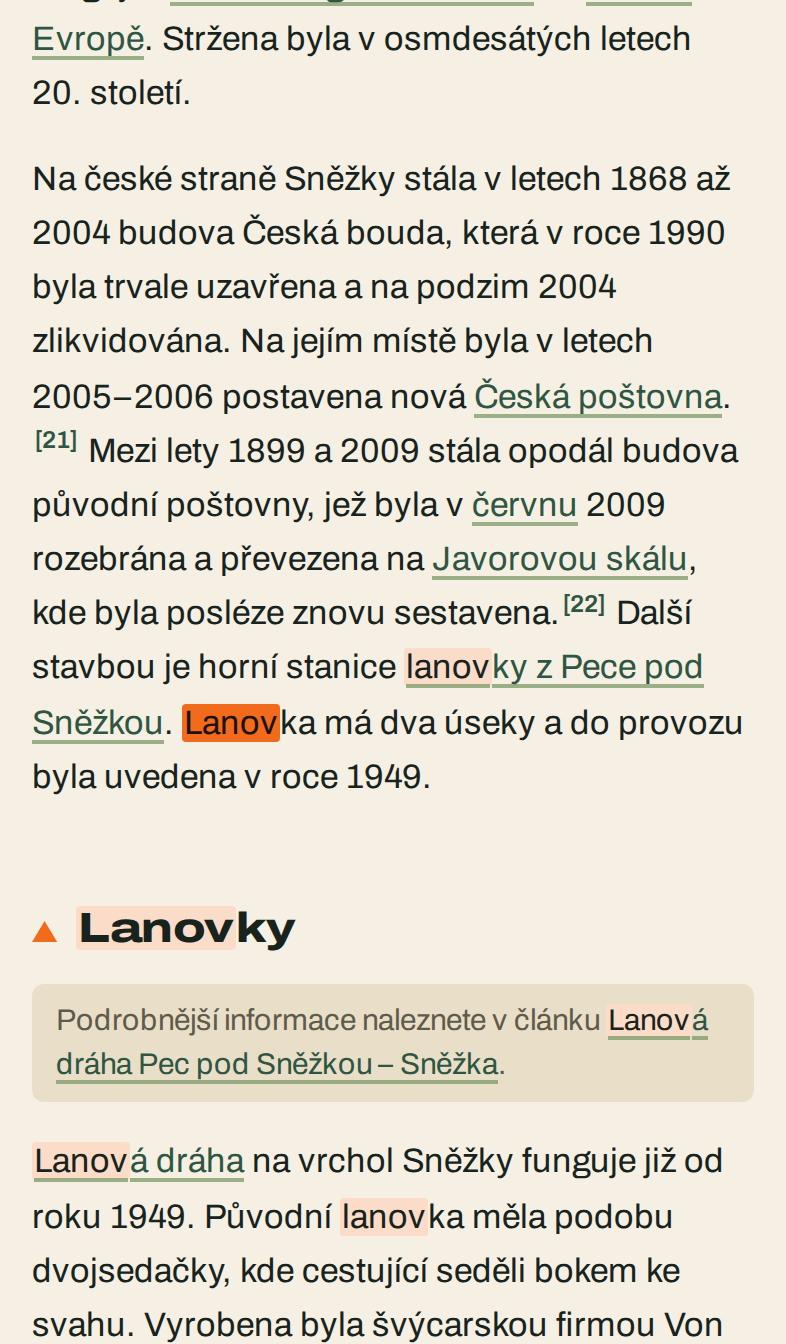 Evropě. Stržena byla v osmdesátých letech
20. století.
Na české straně Sněžky stála v letech 1868 až
2004 budova Česká bouda, která v roce 1990
byla trvale uzavřena a na podzim 2004
zlikvidována. Na jejím místě byla v letech
2005–2006 postavena nová Česká poštovna.
[21] Mezi lety 1899 a 2009 stála opodál budova
původní poštovny, jež byla v červnu 2009
rozebrána a převezena na Javorovou skálu,
kde byla posléze znovu sestavena.[22] Další
stavbou je horní stanice lanovky z Pece pod
Sněžkou. Lanovka má dva úseky a do provozu
byla uvedena v roce 1949.
Lanovky
Podrobnější informace naleznete v článku Lanová
dráha Pec pod Sněžkou – Sněžka.
Lanová dráha na vrchol Sněžky funguje již od
roku 1949. Původní lanovka měla podobu
dvojsedačky, kde cestující seděli bokem ke
svahu. Vyrobena byla švýcarskou firmou Von